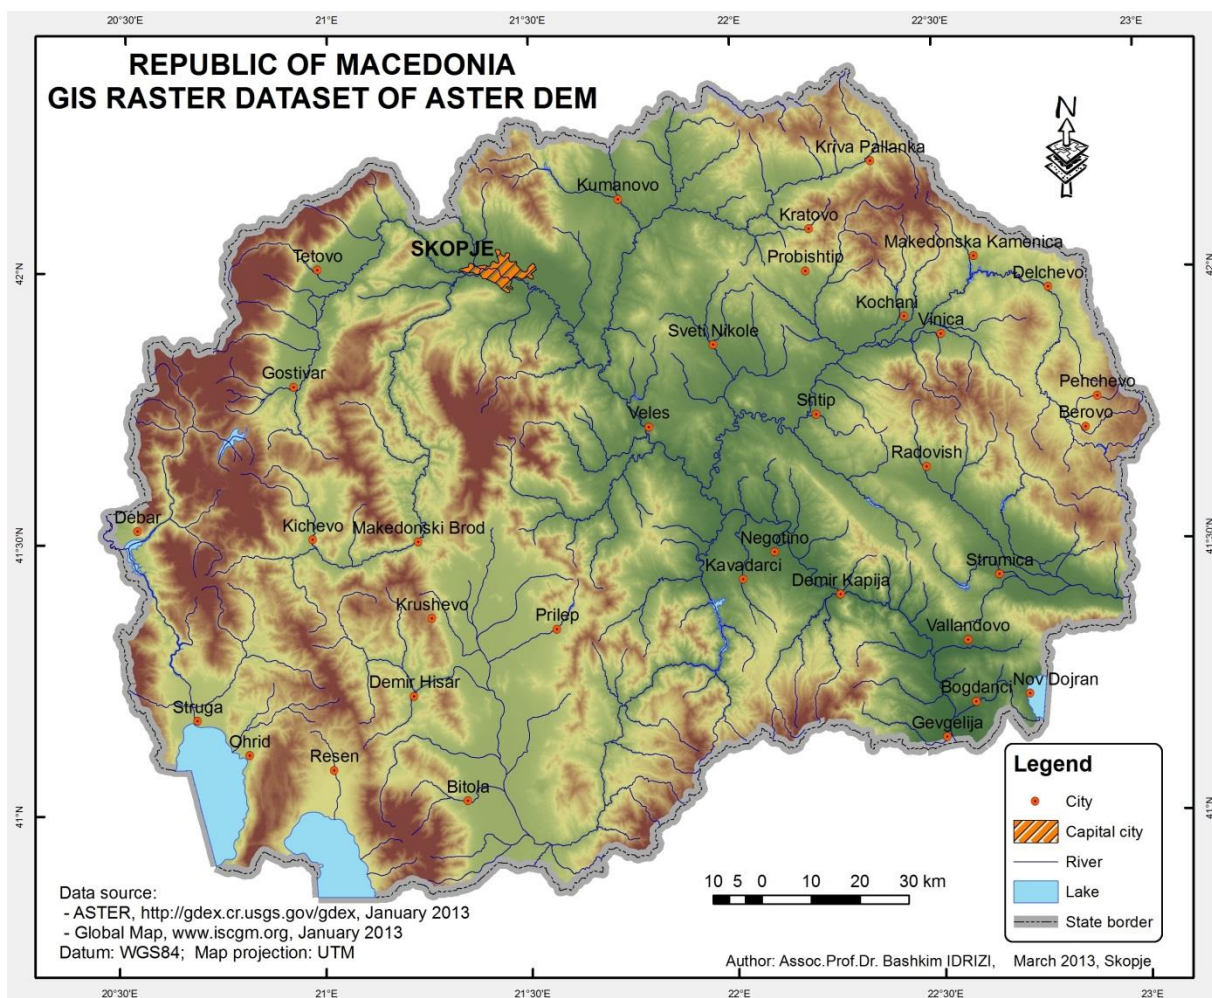 20°30'E 21°E 21°30'E 22°E 22°30'E 23°E
REPUBLIC OF MACEDONIA
GIS RASTER DATASET OF ASTER DEM
N
Kriva Pallanka
Kumanovo
Kratovo
SKOPJE
Makedonska Kamenica
Tetovo
Probishtip
Delchevo
42°N
42°N
Kochani
Vinica
Sveti Nikole
Gostivar
Pehchevo
Shtip
Berovo
Veles
Radovish
Debar
Kichevo
Makedonski Brod
41°30'N
41°30'N
Negotino
Kavadarci
Strumica
Demir Kapija
Krushevo
Prilep
Vallandovo
Demir Hisar
Bogdanci
Nov Dojran
Struga
Gevgelija
Ohrid
Resen
Bitola
41°N
41°N
Legend
City
Capital city
River
Lake
State border
10 5 0 10 20 30 km
Data source:
- ASTER, http://gdex.cr.usgs.gov/gdex, January 2013
- Global Map, www.iscgm.org, January 2013
Datum: WGS84; Map projection: UTM
Author: Assoc.Prof.Dr. Bashkim IDRIZI, March 2013, Skopje
20°30'E 21°E 21°30'E 22°E 22°30'E 23°E